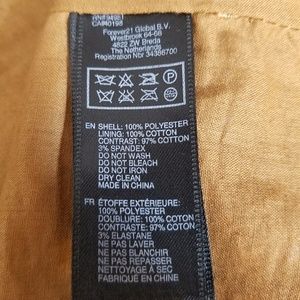 RN#94981
CA#40198
Forever21 Global B.V.
Westbroek 64-66
4822 ZW Breda
The Netherlands
Registration Nbr 34386700
EN SHELL: 100% POLYESTER
LINING: 100% COTTON
CONTRAST: 97% COTTON
3% SPANDEX
DO NOT WASH
DO NOT BLEACH
DO NOT IRON
DRY CLEAN
MADE IN CHINA
FR ÉTOFFE EXTÉRIEURE:
100% POLYESTER
DOUBLURE: 100% COTON
CONTRASTE: 97% COTON
3% ELASTANE
NE PAS LAVER
NE PAS BLANCHIR
NE PAS REPASSER
NETTOYAGE À SEC
FABRIQUÉ EN CHINE